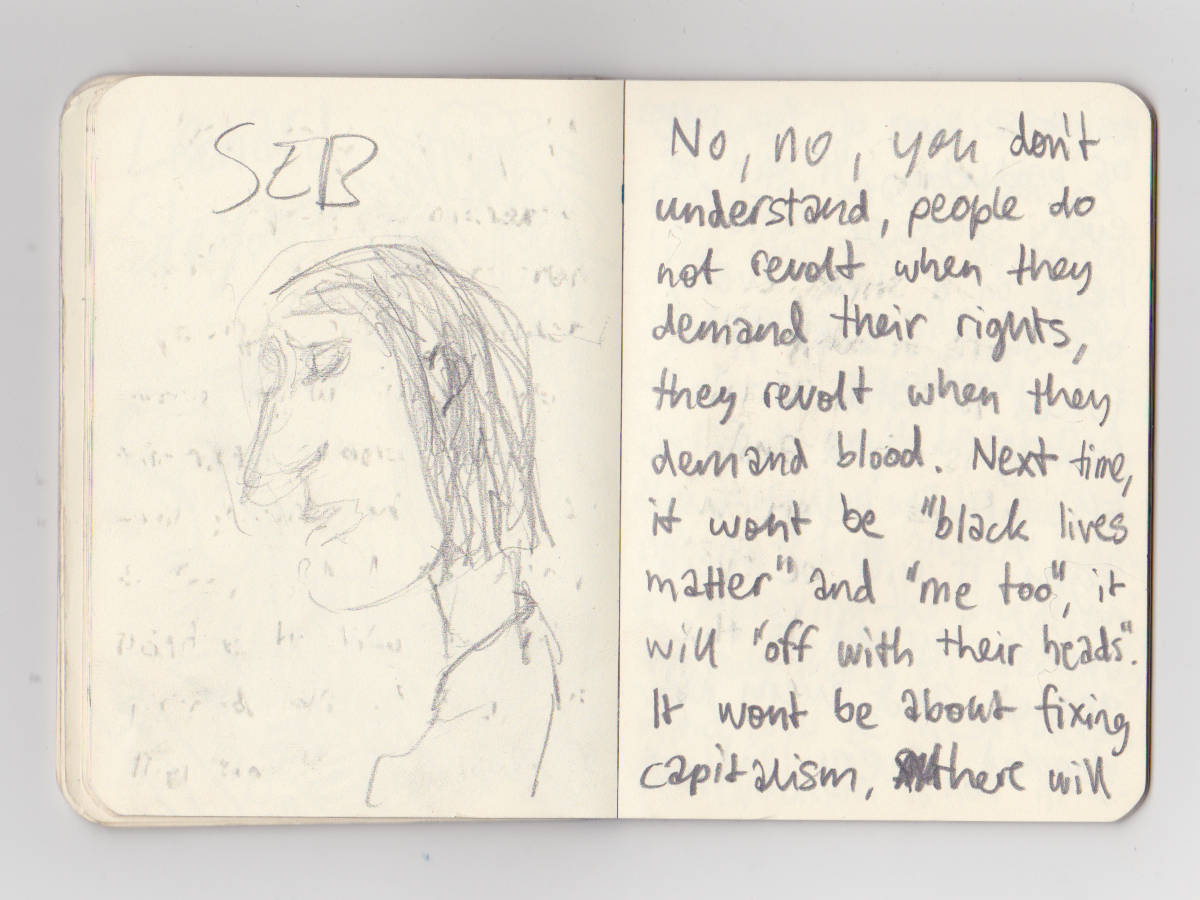 SEB
No, no, you don't
understand, people do
not revolt when they
demand their rights,
they revolt when they
demand blood. Next time,
it wont be "black lives
matter" and "me too", it
will "off with their heads".
It wont be about fixing
capitalism, there will